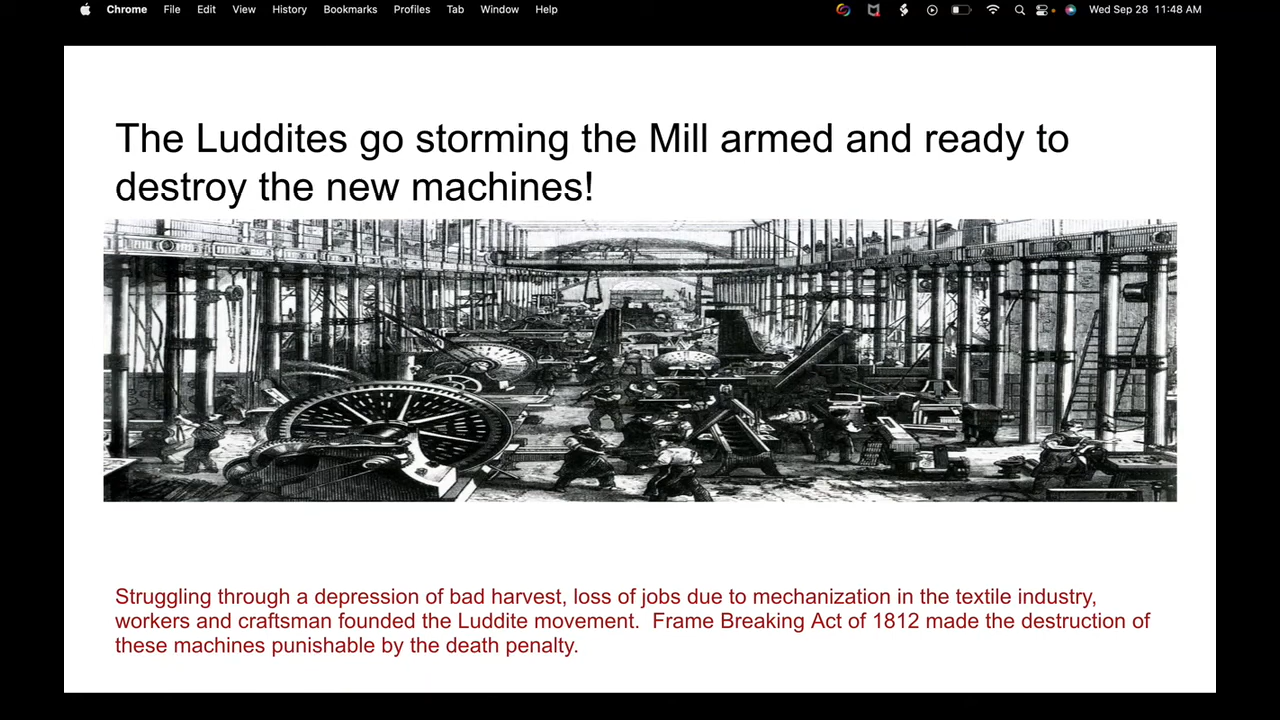 Chrome File Edit View History Bookmarks Profiles Tab Window Help Wed Sep 28 11:48 AM
The Luddites go storming the Mill armed and ready to
destroy the new machines!
Struggling through a depression of bad harvest, loss of jobs due to mechanization in the textile industry,
workers and craftsman founded the Luddite movement.  Frame Breaking Act of 1812 made the destruction of
these machines punishable by the death penalty.